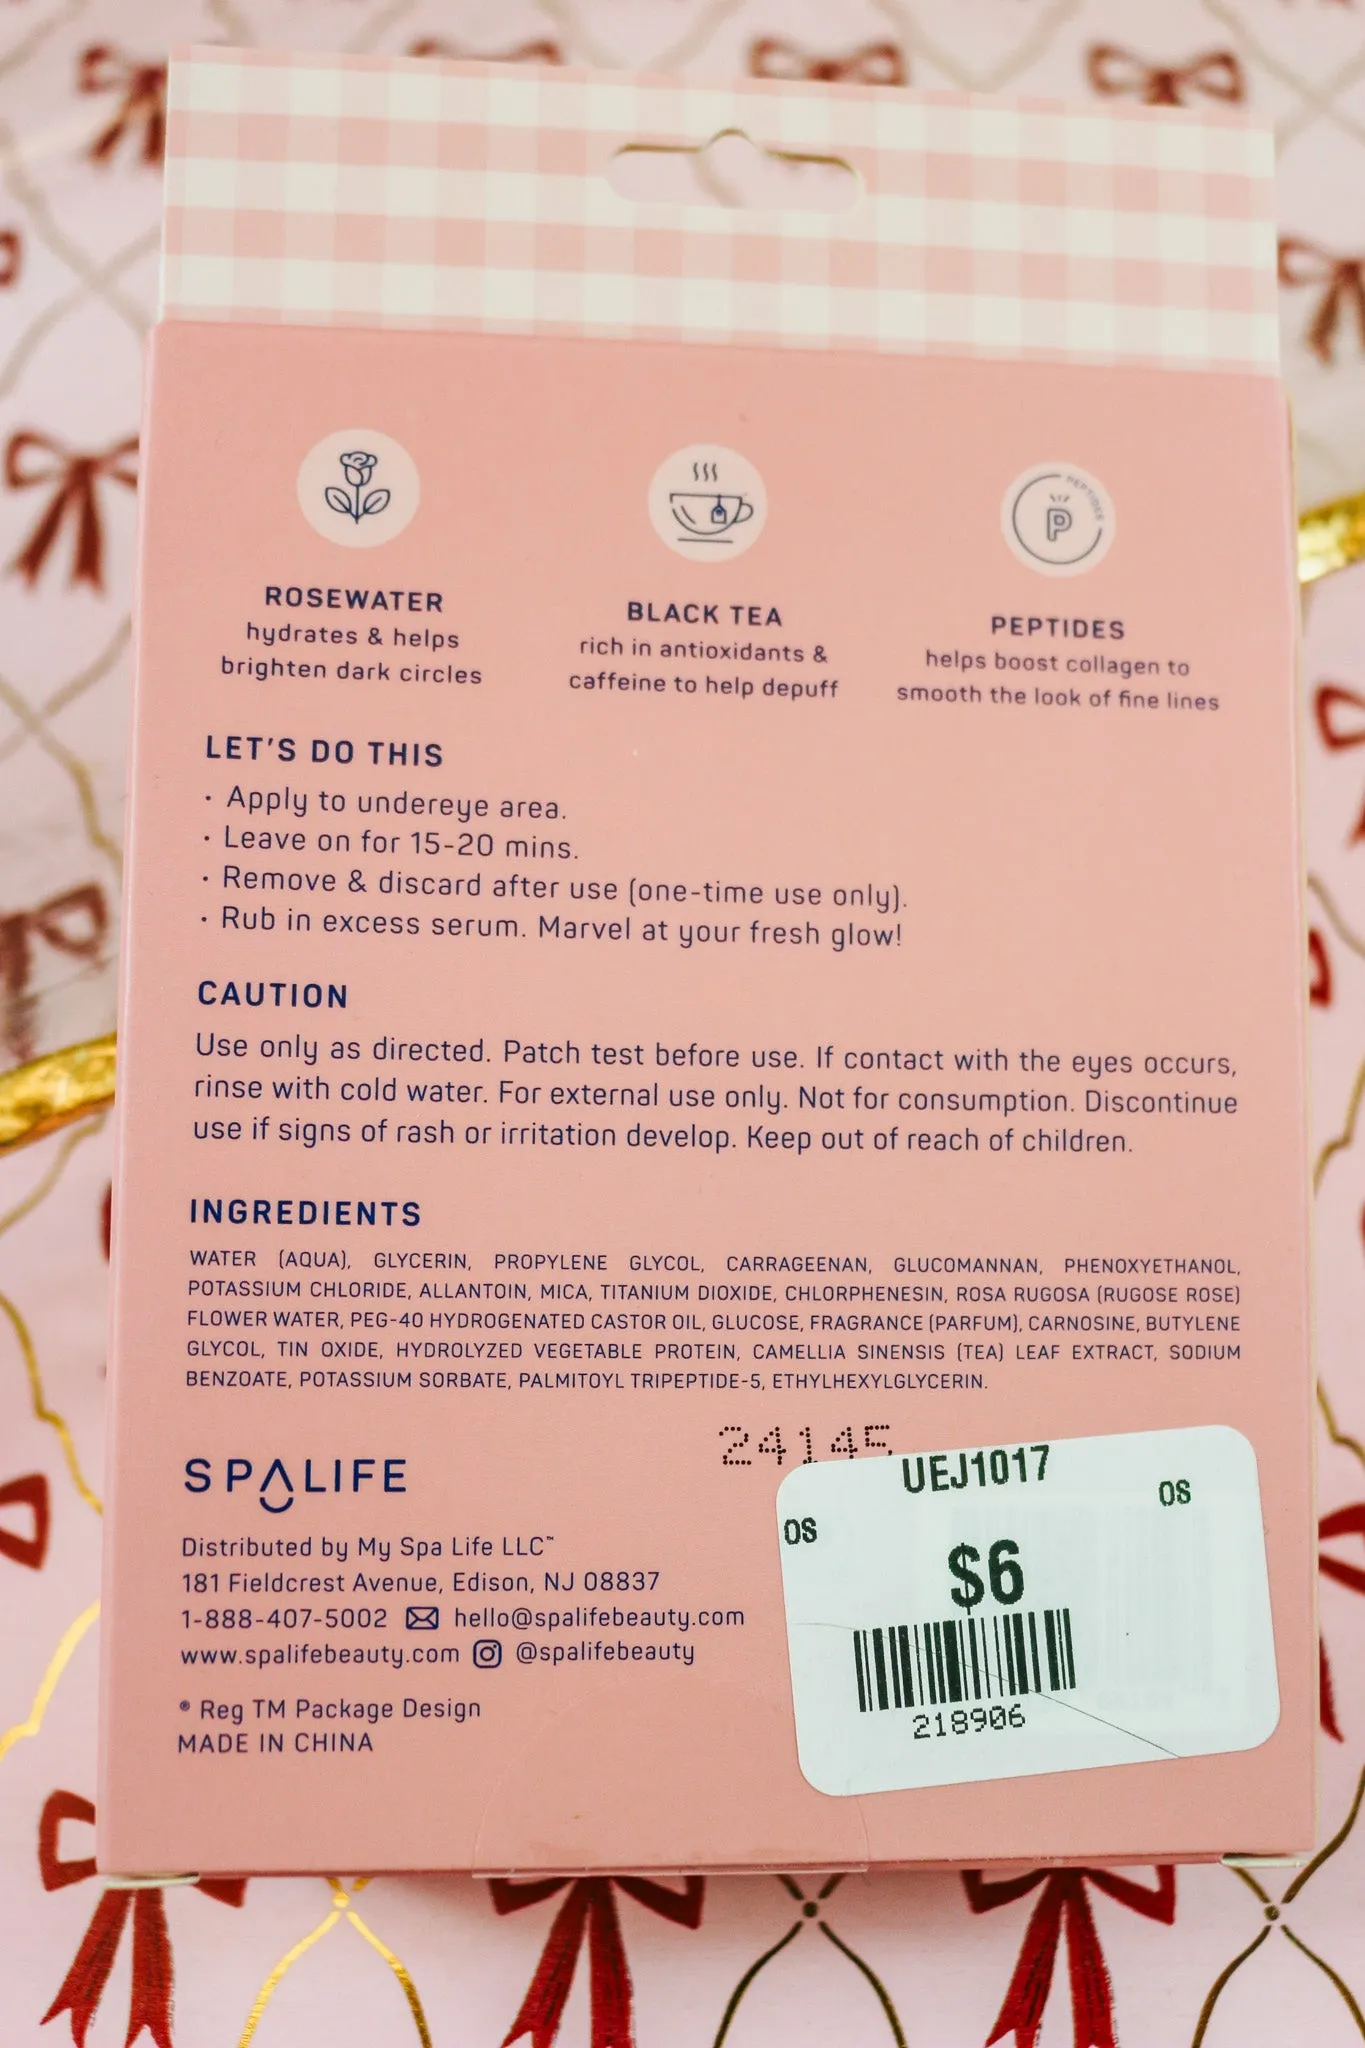 PEPTIDES
P
ROSEWATER
hydrates & helps
brighten dark circles
BLACK TEA
rich in antioxidants &
caffeine to help depuff
PEPTIDES
helps boost collagen to
smooth the look of fine lines
LET'S DO THIS
· Apply to undereye area.
· Leave on for 15-20 mins.
· Remove & discard after use (one-time use only).
· Rub in excess serum. Marvel at your fresh glow!
CAUTION
Use only as directed. Patch test before use. If contact with the eyes occurs,
rinse with cold water. For external use only. Not for consumption. Discontinue
use if signs of rash or irritation develop. Keep out of reach of children.
INGREDIENTS
WATER (AQUA), GLYCERIN, PROPYLENE GLYCOL, CARRAGEENAN, GLUCOMANNAN, PHENOXYETHANOL,
POTASSIUM CHLORIDE, ALLANTOIN, MICA, TITANIUM DIOXIDE, CHLORPHENESIN, ROSA RUGOSA (RUGOSE ROSE)
FLOWER WATER, PEG-40 HYDROGENATED CASTOR OIL, GLUCOSE, FRAGRANCE (PARFUM), CARNOSINE, BUTYLENE
GLYCOL, TIN OXIDE, HYDROLYZED VEGETABLE PROTEIN, CAMELLIA SINENSIS (TEA) LEAF EXTRACT, SODIUM
BENZOATE, POTASSIUM SORBATE, PALMITOYL TRIPEPTIDE-5, ETHYLHEXYLGLYCERIN.
24145
SPALIFE
Distributed by My Spa Life LLC™
181 Fieldcrest Avenue, Edison, NJ 08837
1-888-407-5002 hello@spalifebeauty.com
www.spalifebeauty.com @spalifebeauty
® Reg TM Package Design
MADE IN CHINA
UEJ1017
OS
OS
$6
218906